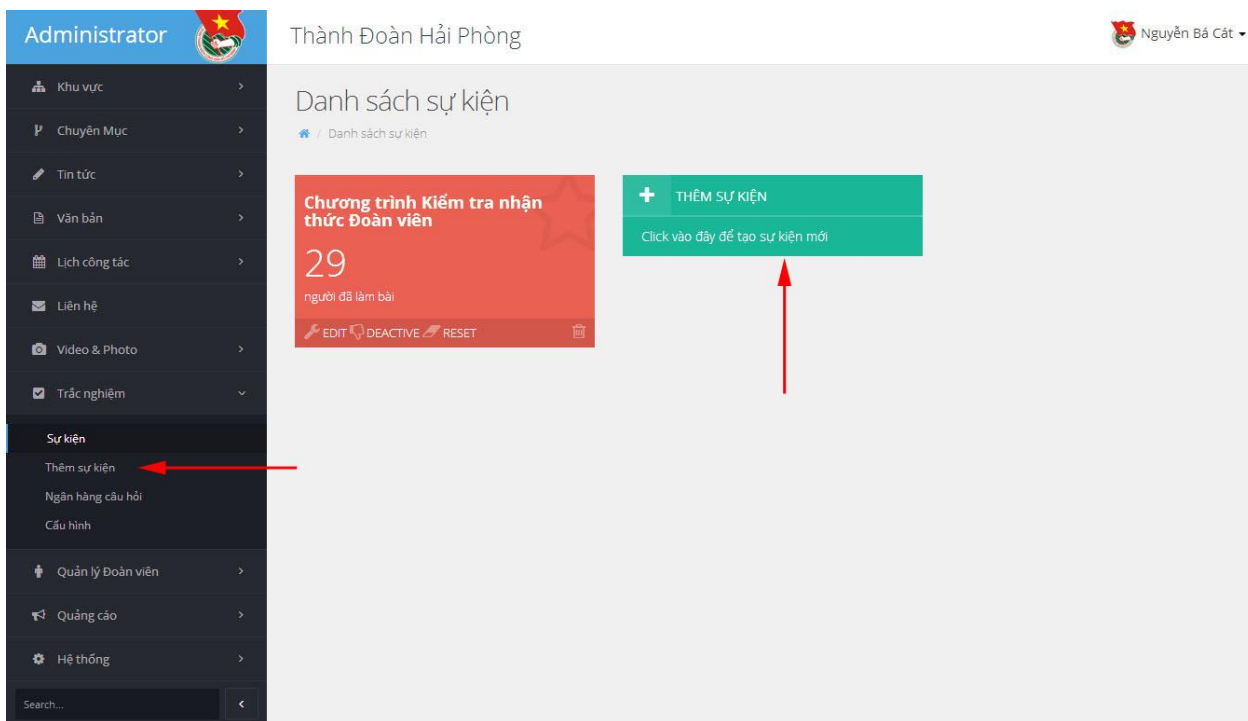 Administrator
Thành Đoàn Hải Phòng
Nguyễn Bá Cát
Khu vực
Chuyên Mục
Tin tức
Văn bản
Lịch công tác
Liên hệ
Video & Photo
Trắc nghiệm
Sự kiện
Thêm sự kiện
Ngân hàng câu hỏi
Cấu hình
Quản lý Đoàn viên
Quảng cáo
Hệ thống
Search...
Danh sách sự kiện
/ Danh sách sự kiện
Chương trình Kiểm tra nhận
thức Đoàn viên
29
người đã làm bài
EDIT DEACTIVE RESET
THÊM SỰ KIỆN
Click vào đây để tạo sự kiện mới